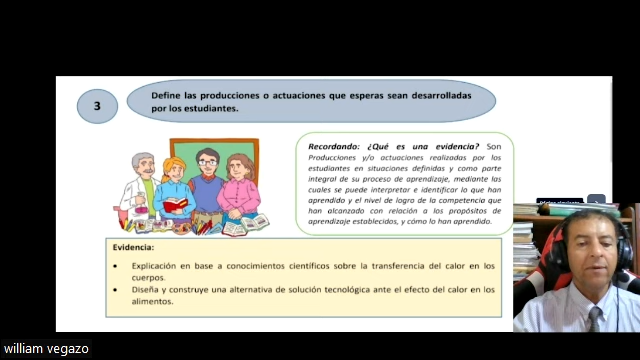 3
Define las producciones o actuaciones que esperas sean desarrolladas
por los estudiantes.
Recordando: ¿Qué es una evidencia? Son
Producciones y/o actuaciones realizadas por los
estudiantes en situaciones definidas y como parte
integral de su proceso de aprendizaje, mediante las
cuales se puede interpretar e identificar lo que han
aprendido y el nivel de logro de la competencia que
han alcanzado con relación a los propósitos de
aprendizaje establecidos, y cómo lo han aprendido.
Evidencia:
• Explicación en base a conocimientos científicos sobre la transferencia del calor en los
cuerpos.
• Diseña y construye una alternativa de solución tecnológica ante el efecto del calor en los
alimentos.
william vegazo